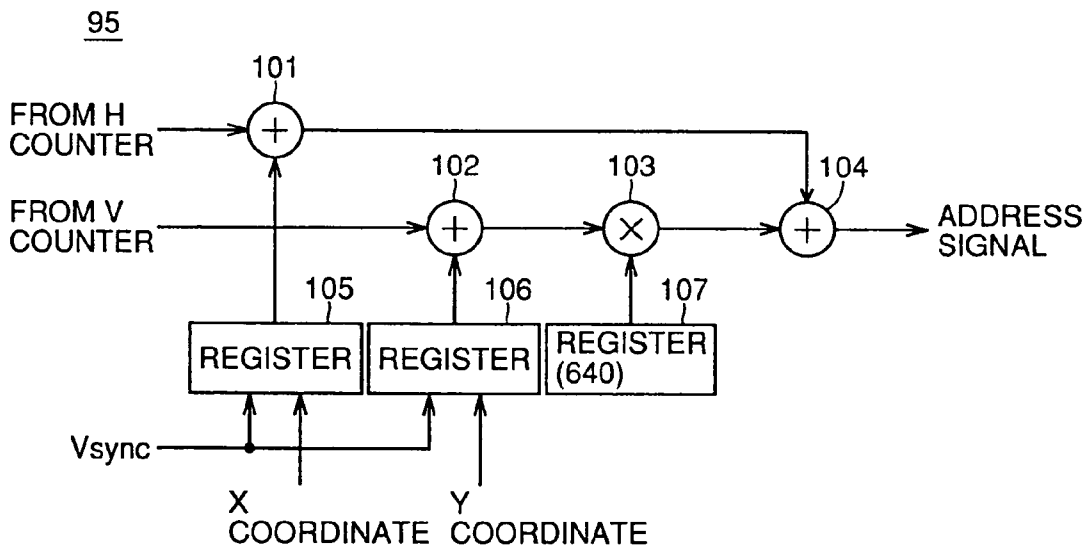 95
101
FROM H
COUNTER
102
103
104
FROM V
COUNTER
ADDRESS
SIGNAL
105
106
107
REGISTER
REGISTER
REGISTER
(640)
Vsync
X
COORDINATE
Y
COORDINATE